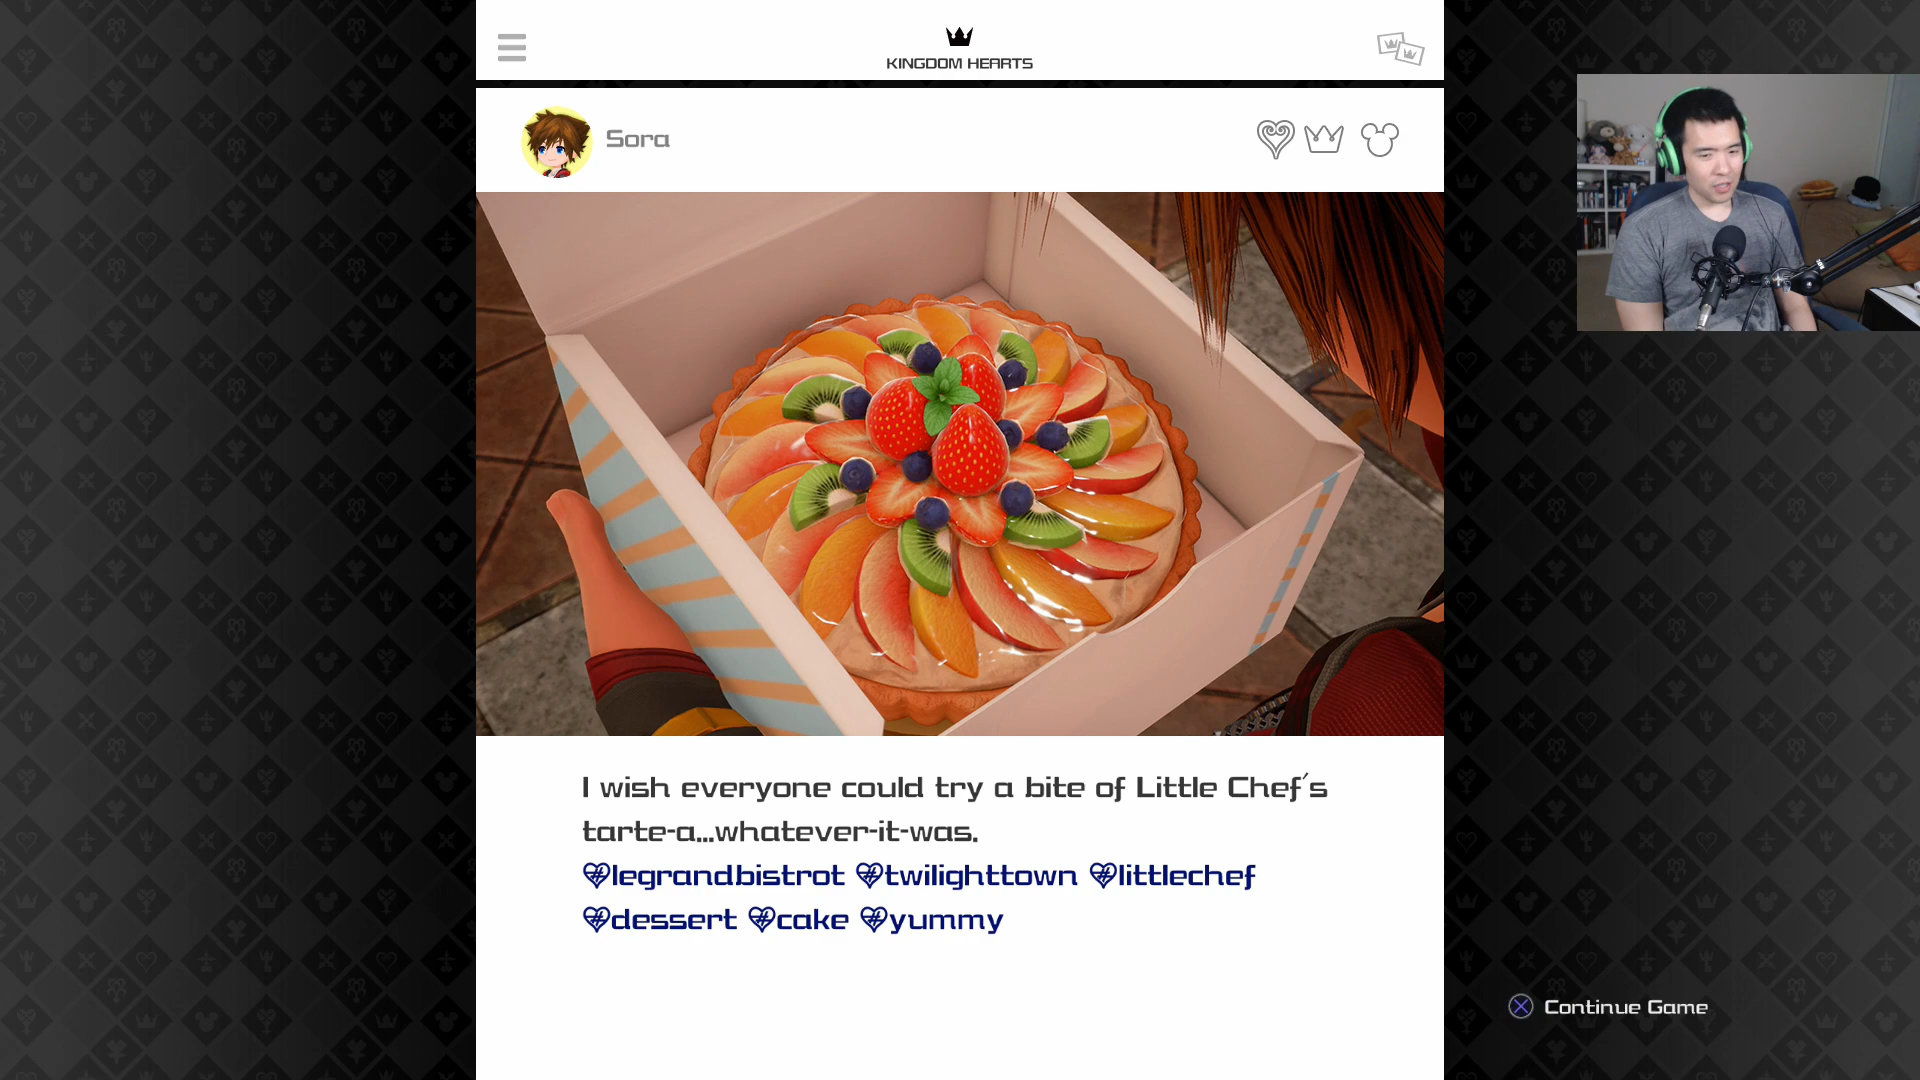 KINGDOM HEARTS
Sora
I wish everyone could try a bite of Little Chef's
tarte-a...whatever-it-was.
#legrandbistrot #twilighttown #littlechef
#dessert #cake #yummy
Continue Game